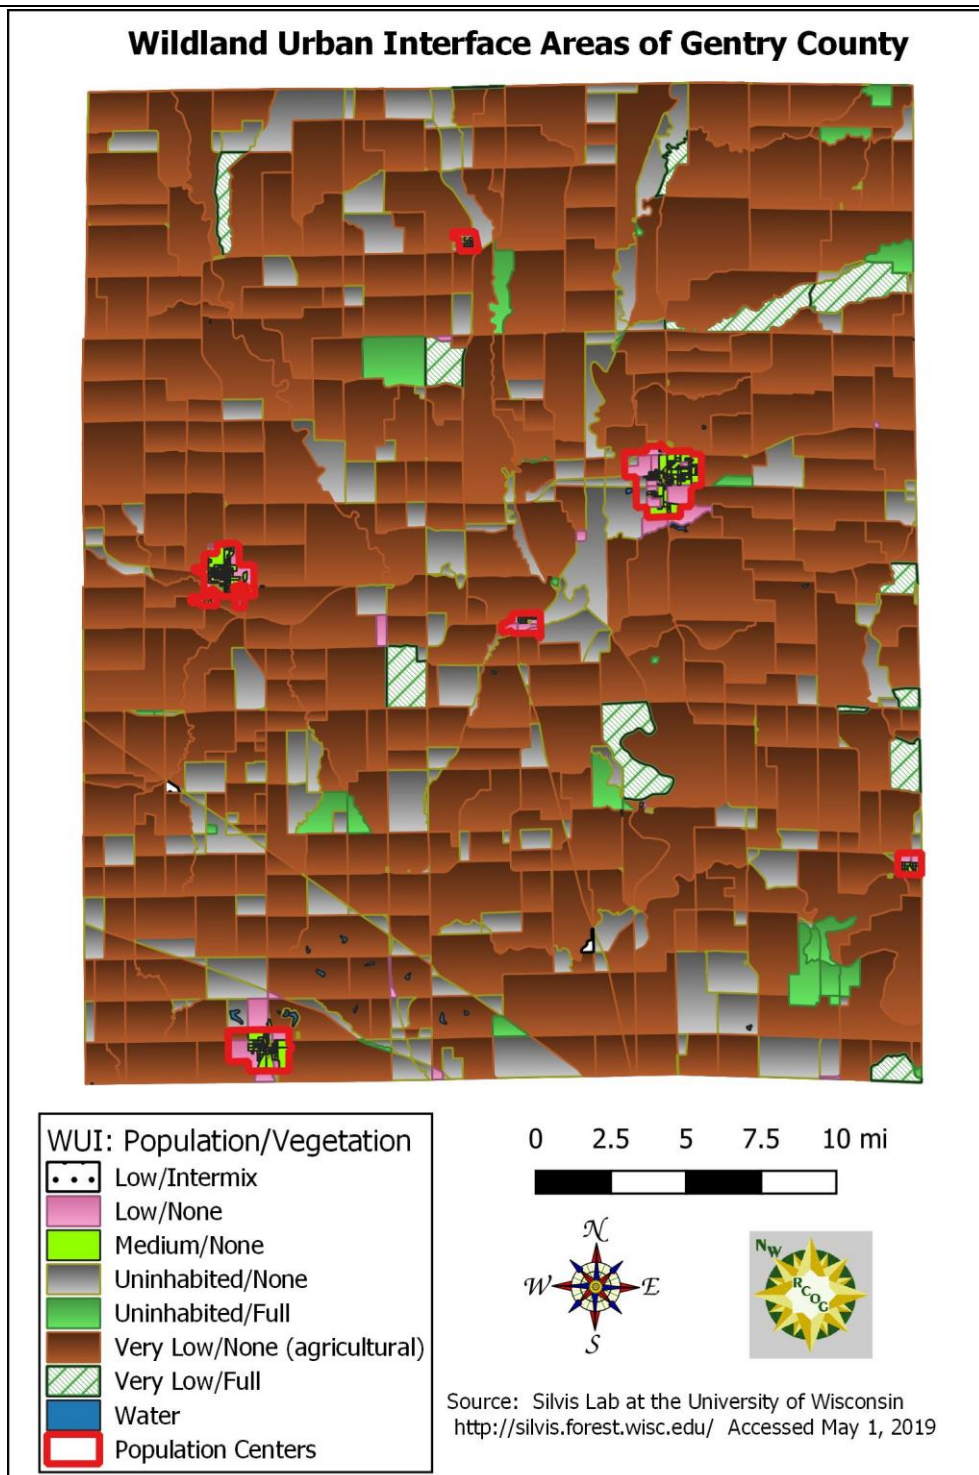 Wildland Urban Interface Areas of Gentry County
WUI: Population/Vegetation
Low/Intermix
Low/None
Medium/None
Uninhabited/None
Uninhabited/Full
Very Low/None (agricultural)
Very Low/Full
Water
Population Centers
0 2.5 5 7.5 10 mi
N
W E
S
NW
RCOG
Source: Silvis Lab at the University of Wisconsin
http://silvis.forest.wisc.edu/ Accessed May 1, 2019